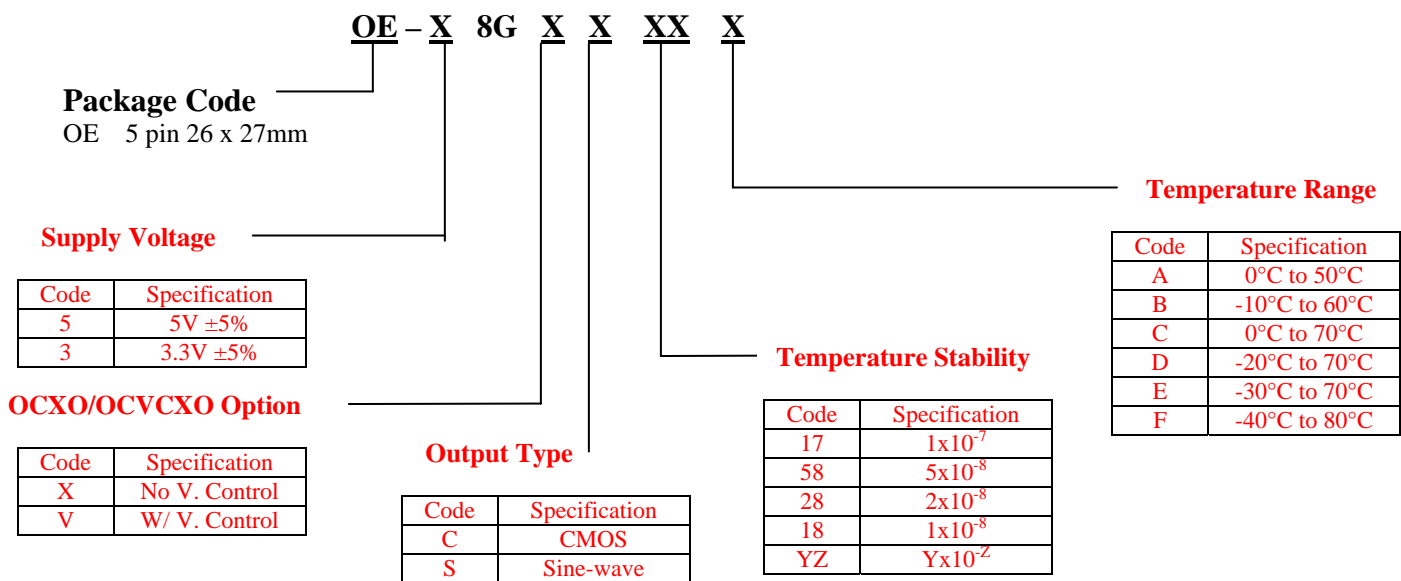 OE – X 8G X X XX X
Package Code
OE 5 pin 26 x 27mm
Supply Voltage
Code Specification
5 5V ±5%
3 3.3V ±5%
OCXO/OCVCXO Option
Code Specification
X No V. Control
V W/ V. Control
Output Type
Code Specification
C CMOS
S Sine-wave
Temperature Stability
Code Specification
17 1x10⁻⁷
58 5x10⁻⁸
28 2x10⁻⁸
18 1x10⁻⁸
YZ Yx10⁻ᶻ
Temperature Range
Code Specification
A 0°C to 50°C
B -10°C to 60°C
C 0°C to 70°C
D -20°C to 70°C
E -30°C to 70°C
F -40°C to 80°C